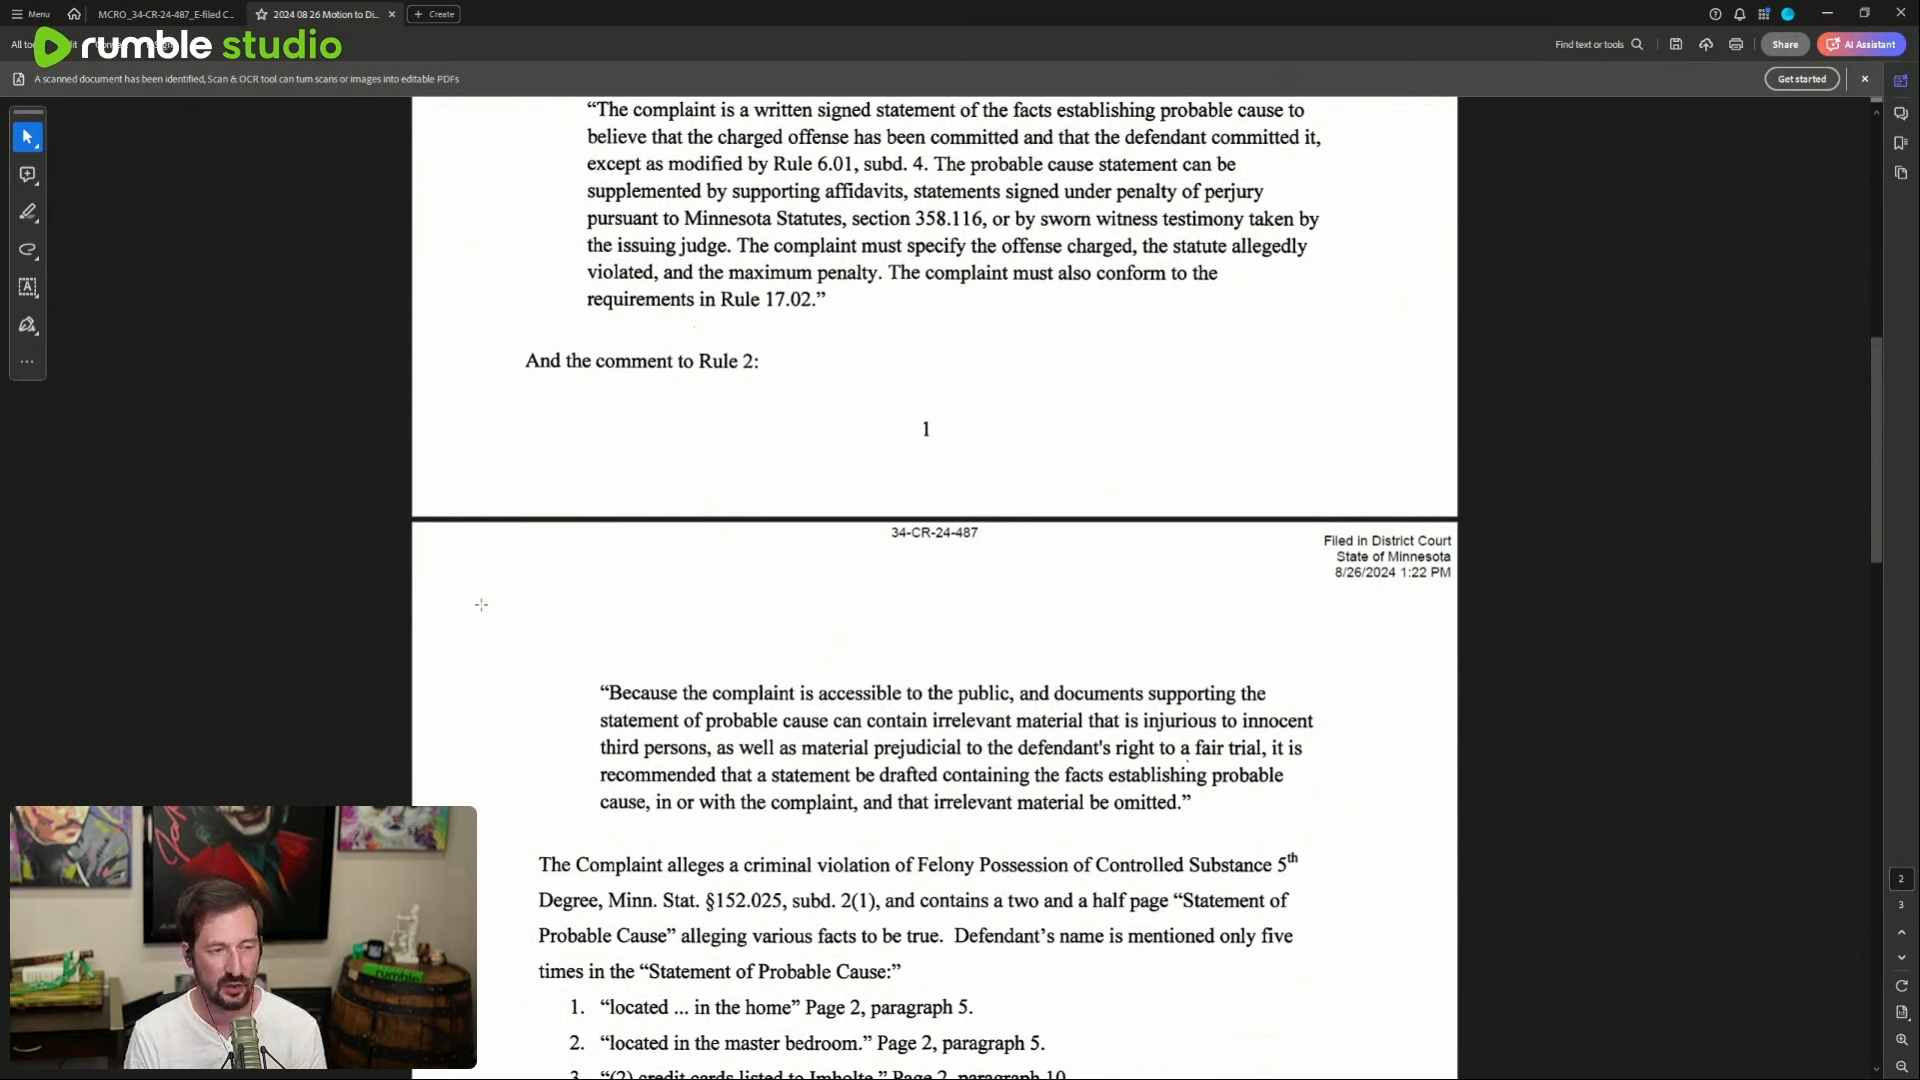 Menu
MCRO_34-CR-24-487_E-filed C...
2024 08 26 Motion to Di...
Create
All to
rumble studio
Find text or tools
Share
AI Assistant
A scanned document has been identified, Scan & OCR tool can turn scans or images into editable PDFs
Get started
“The complaint is a written signed statement of the facts establishing probable cause to
believe that the charged offense has been committed and that the defendant committed it,
except as modified by Rule 6.01, subd. 4. The probable cause statement can be
supplemented by supporting affidavits, statements signed under penalty of perjury
pursuant to Minnesota Statutes, section 358.116, or by sworn witness testimony taken by
the issuing judge. The complaint must specify the offense charged, the statute allegedly
violated, and the maximum penalty. The complaint must also conform to the
requirements in Rule 17.02.”
And the comment to Rule 2:
1
34-CR-24-487
Filed in District Court
State of Minnesota
8/26/2024 1:22 PM
“Because the complaint is accessible to the public, and documents supporting the
statement of probable cause can contain irrelevant material that is injurious to innocent
third persons, as well as material prejudicial to the defendant's right to a fair trial, it is
recommended that a statement be drafted containing the facts establishing probable
cause, in or with the complaint, and that irrelevant material be omitted.”
The Complaint alleges a criminal violation of Felony Possession of Controlled Substance 5th
Degree, Minn. Stat. §152.025, subd. 2(1), and contains a two and a half page “Statement of
Probable Cause” alleging various facts to be true. Defendant’s name is mentioned only five
times in the “Statement of Probable Cause:”
1. “located ... in the home” Page 2, paragraph 5.
2. “located in the master bedroom.” Page 2, paragraph 5.
3. “(2) credit cards listed to Imholte.” Page 2, paragraph 10.
2
3
rumble